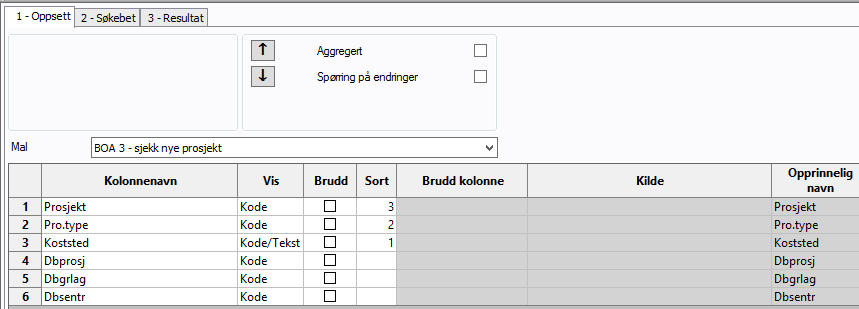 1 - Oppsett 2 - Søkebet 3 - Resultat
↑ Aggregert
↓ Spørring på endringer
Mal BOA 3 - sjekk nye prosjekt
Kolonnenavn Vis Brudd Sort Brudd kolonne Kilde Opprinnelig
navn
1 Prosjekt Kode 3 Prosjekt
2 Pro.type Kode 2 Pro.type
3 Koststed Kode/Tekst 1 Koststed
4 Dbprosj Kode Dbprosj
5 Dbgrlag Kode Dbgrlag
6 Dbsentr Kode Dbsentr